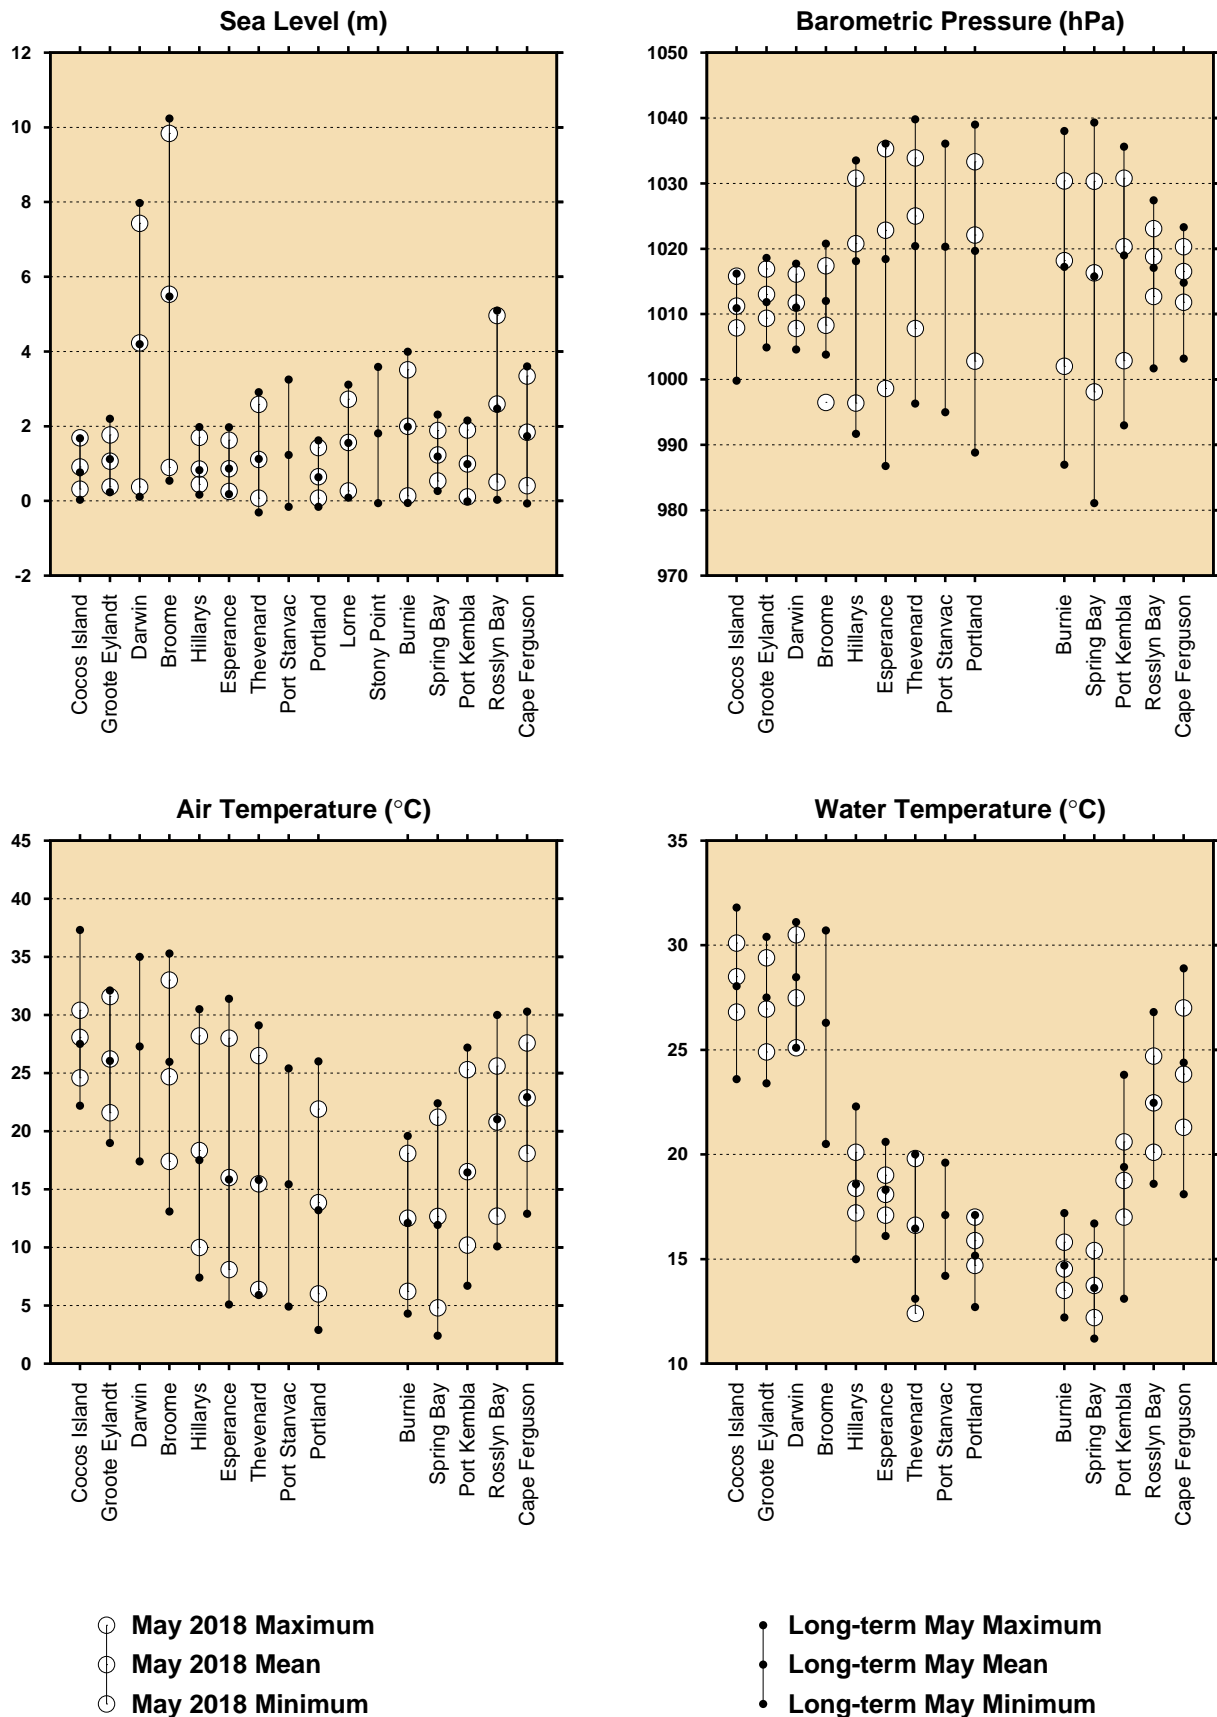 Sea Level (m)
12
10
8
6
4
2
0
-2
Cocos Island
Groote Eylandt
Darwin
Broome
Hillarys
Esperance
Thevenard
Port Stanvac
Portland
Lorne
Stony Point
Burnie
Spring Bay
Port Kembla
Rosslyn Bay
Cape Ferguson
Barometric Pressure (hPa)
1050
1040
1030
1020
1010
1000
990
980
970
Cocos Island
Groote Eylandt
Darwin
Broome
Hillarys
Esperance
Thevenard
Port Stanvac
Portland
Burnie
Spring Bay
Port Kembla
Rosslyn Bay
Cape Ferguson
Air Temperature (°C)
45
40
35
30
25
20
15
10
5
0
Cocos Island
Groote Eylandt
Darwin
Broome
Hillarys
Esperance
Thevenard
Port Stanvac
Portland
Burnie
Spring Bay
Port Kembla
Rosslyn Bay
Cape Ferguson
Water Temperature (°C)
35
30
25
20
15
10
Cocos Island
Groote Eylandt
Darwin
Broome
Hillarys
Esperance
Thevenard
Port Stanvac
Portland
Burnie
Spring Bay
Port Kembla
Rosslyn Bay
Cape Ferguson
May 2018 Maximum
May 2018 Mean
May 2018 Minimum
Long-term May Maximum
Long-term May Mean
Long-term May Minimum